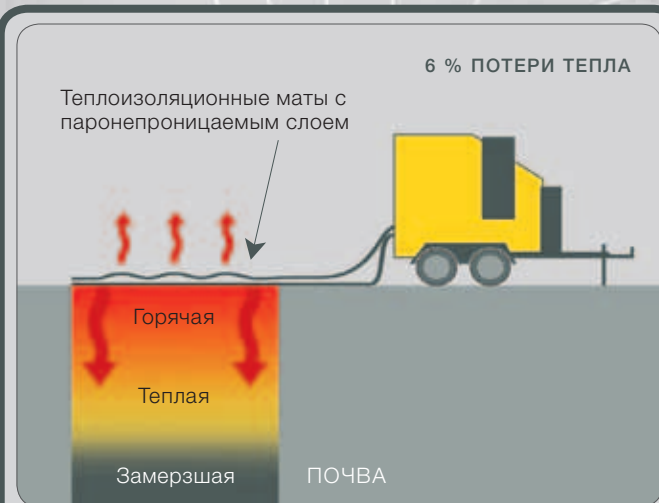 6 % ПОТЕРИ ТЕПЛА
Теплоизоляционные маты с
паронепроницаемым слоем
Горячая
Теплая
Замерзшая
ПОЧВА